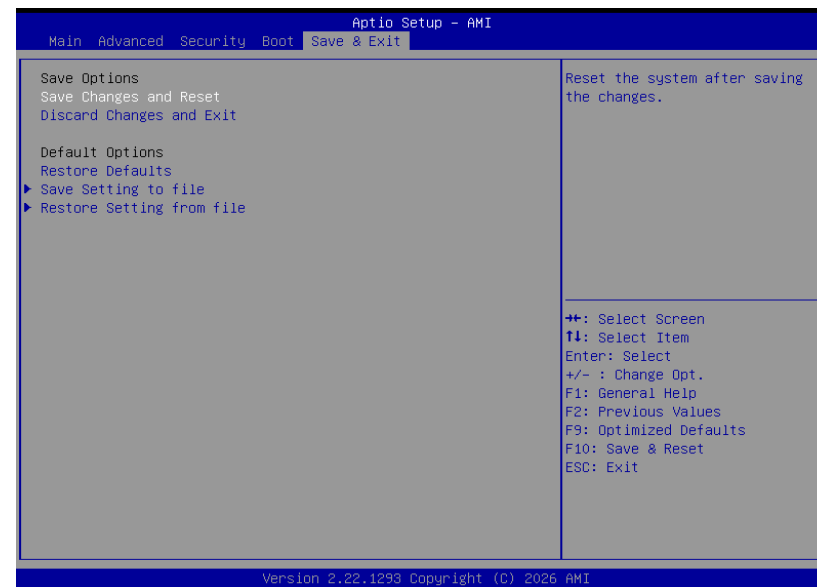 Aptio Setup – AMI
Main Advanced Security Boot Save & Exit
Save Options
Save Changes and Reset
Discard Changes and Exit
Default Options
Restore Defaults
Save Setting to file
Restore Setting from file
Reset the system after saving
the changes.
→←: Select Screen
↑↓: Select Item
Enter: Select
+/- : Change Opt.
F1: General Help
F2: Previous Values
F9: Optimized Defaults
F10: Save & Reset
ESC: Exit
Version 2.22.1293 Copyright (C) 2026 AMI